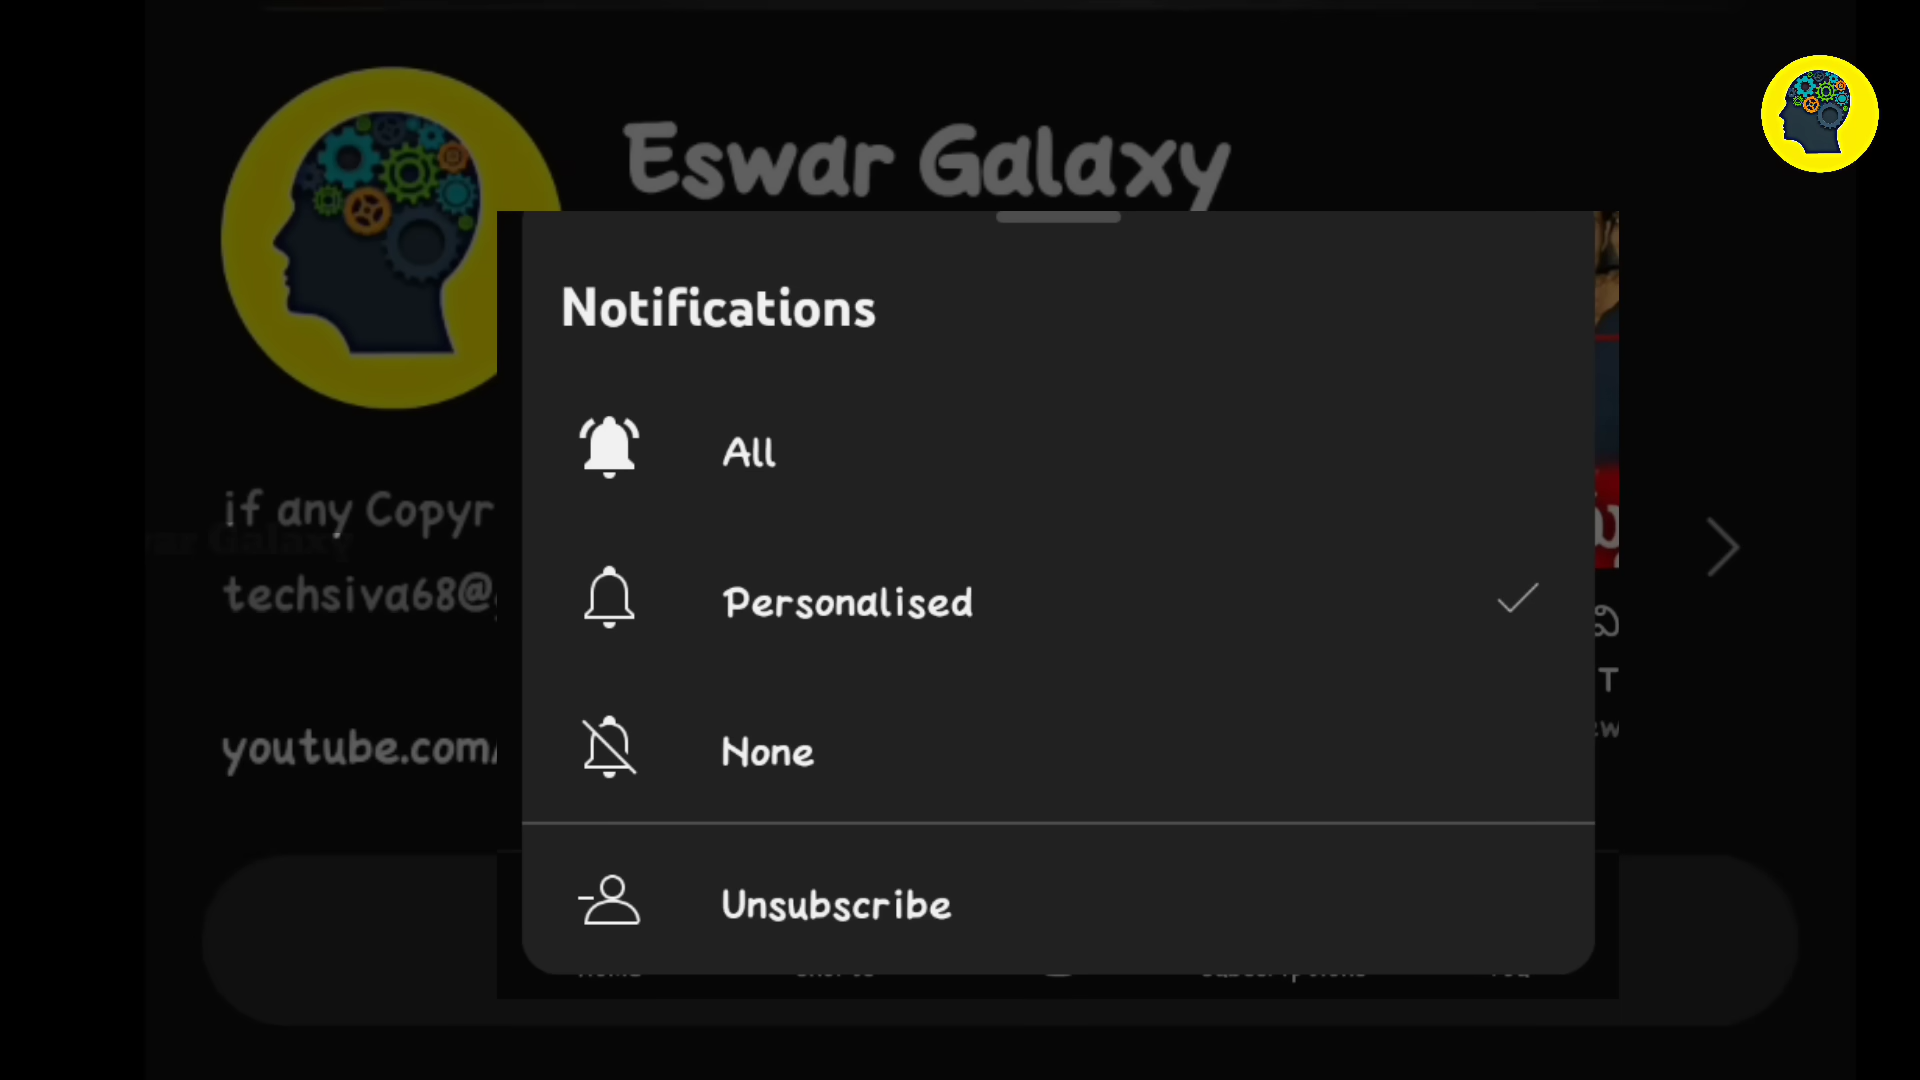 Eswar Galaxy
Notifications
All
if any Copyr
Personalised
techsiva68@
None
youtube.com/
Unsubscribe